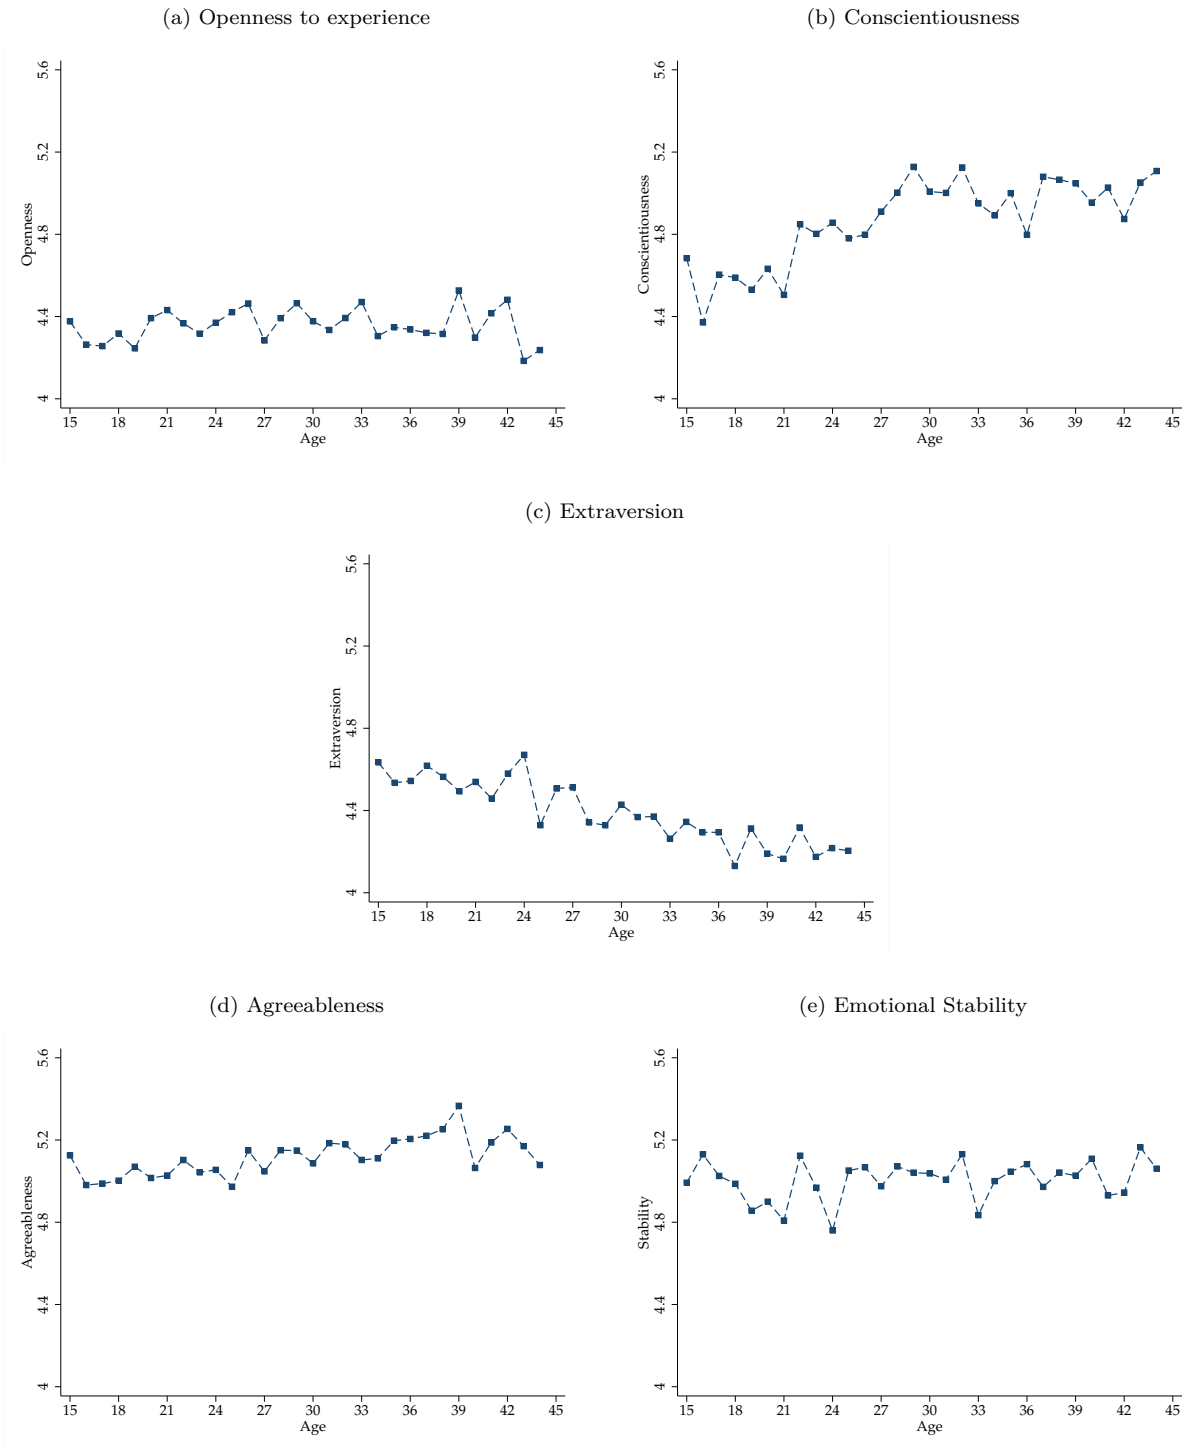 (a) Openness to experience
(b) Conscientiousness
5.6
5.2
4.8
4.4
4
Openness
15 18 21 24 27 30 33 36 39 42 45
Age
5.6
5.2
4.8
4.4
4
Conscientiousness
15 18 21 24 27 30 33 36 39 42 45
Age
(c) Extraversion
5.6
5.2
4.8
4.4
4
Extraversion
15 18 21 24 27 30 33 36 39 42 45
Age
(d) Agreeableness
(e) Emotional Stability
5.6
5.2
4.8
4.4
4
Agreeableness
15 18 21 24 27 30 33 36 39 42 45
Age
5.6
5.2
4.8
4.4
4
Stability
15 18 21 24 27 30 33 36 39 42 45
Age